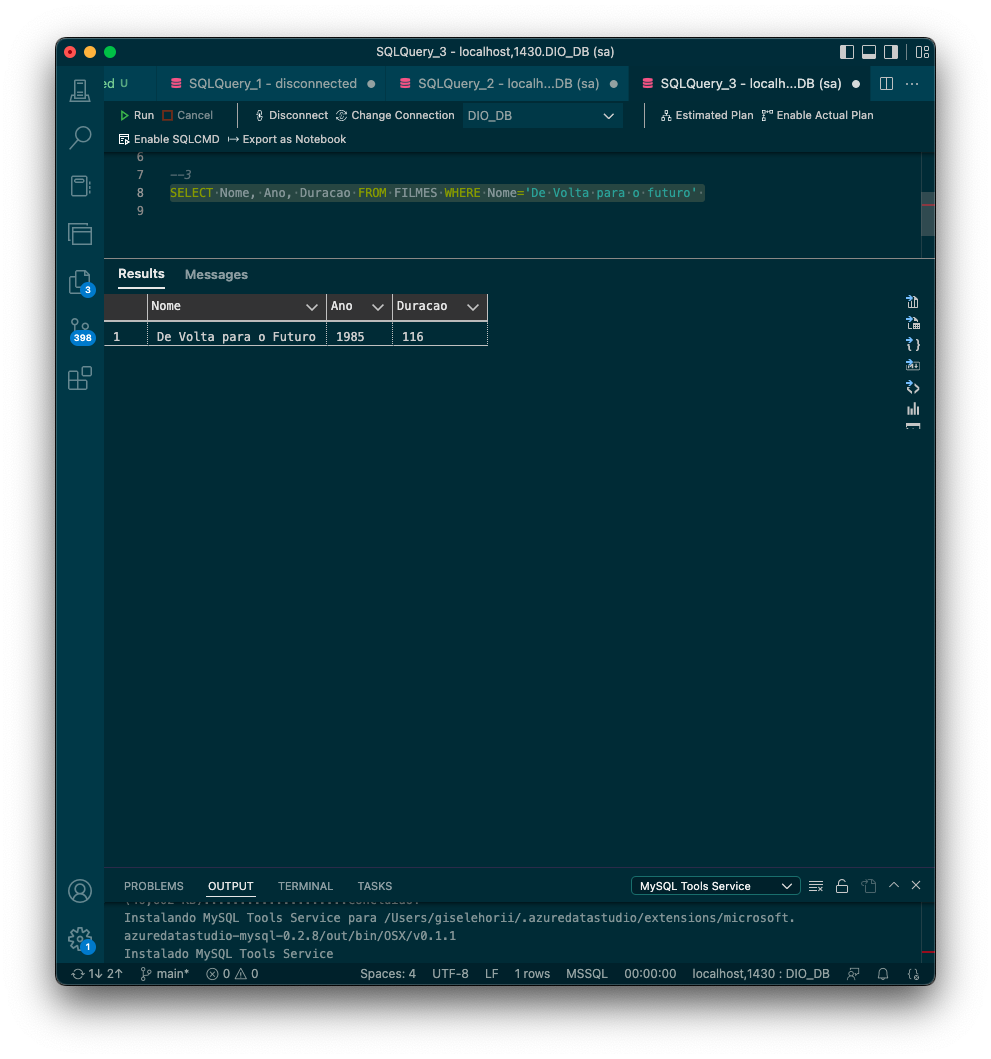 SQLQuery_3 - localhost,1430.DIO_DB (sa)
ed U SQLQuery_1 - disconnected SQLQuery_2 - localh...DB (sa) SQLQuery_3 - localh...DB (sa)
Run Cancel Disconnect Change Connection DIO_DB Estimated Plan Enable Actual Plan
Enable SQLCMD Export as Notebook
6
7 --3
8 SELECT Nome, Ano, Duracao FROM FILMES WHERE Nome='De Volta para o futuro'
9
Results Messages
Nome Ano Duracao
1 De Volta para o Futuro 1985 116
3
398
PROBLEMS OUTPUT TERMINAL TASKS MySQL Tools Service
Instalando MySQL Tools Service para /Users/giselehorii/.azuredatastudio/extensions/microsoft.
azuredatastudio-mysql-0.2.8/out/bin/OSX/v0.1.1
Instalado MySQL Tools Service
1
1↓ 2↑ main* 0 0 Spaces: 4 UTF-8 LF 1 rows MSSQL 00:00:00 localhost,1430 : DIO_DB